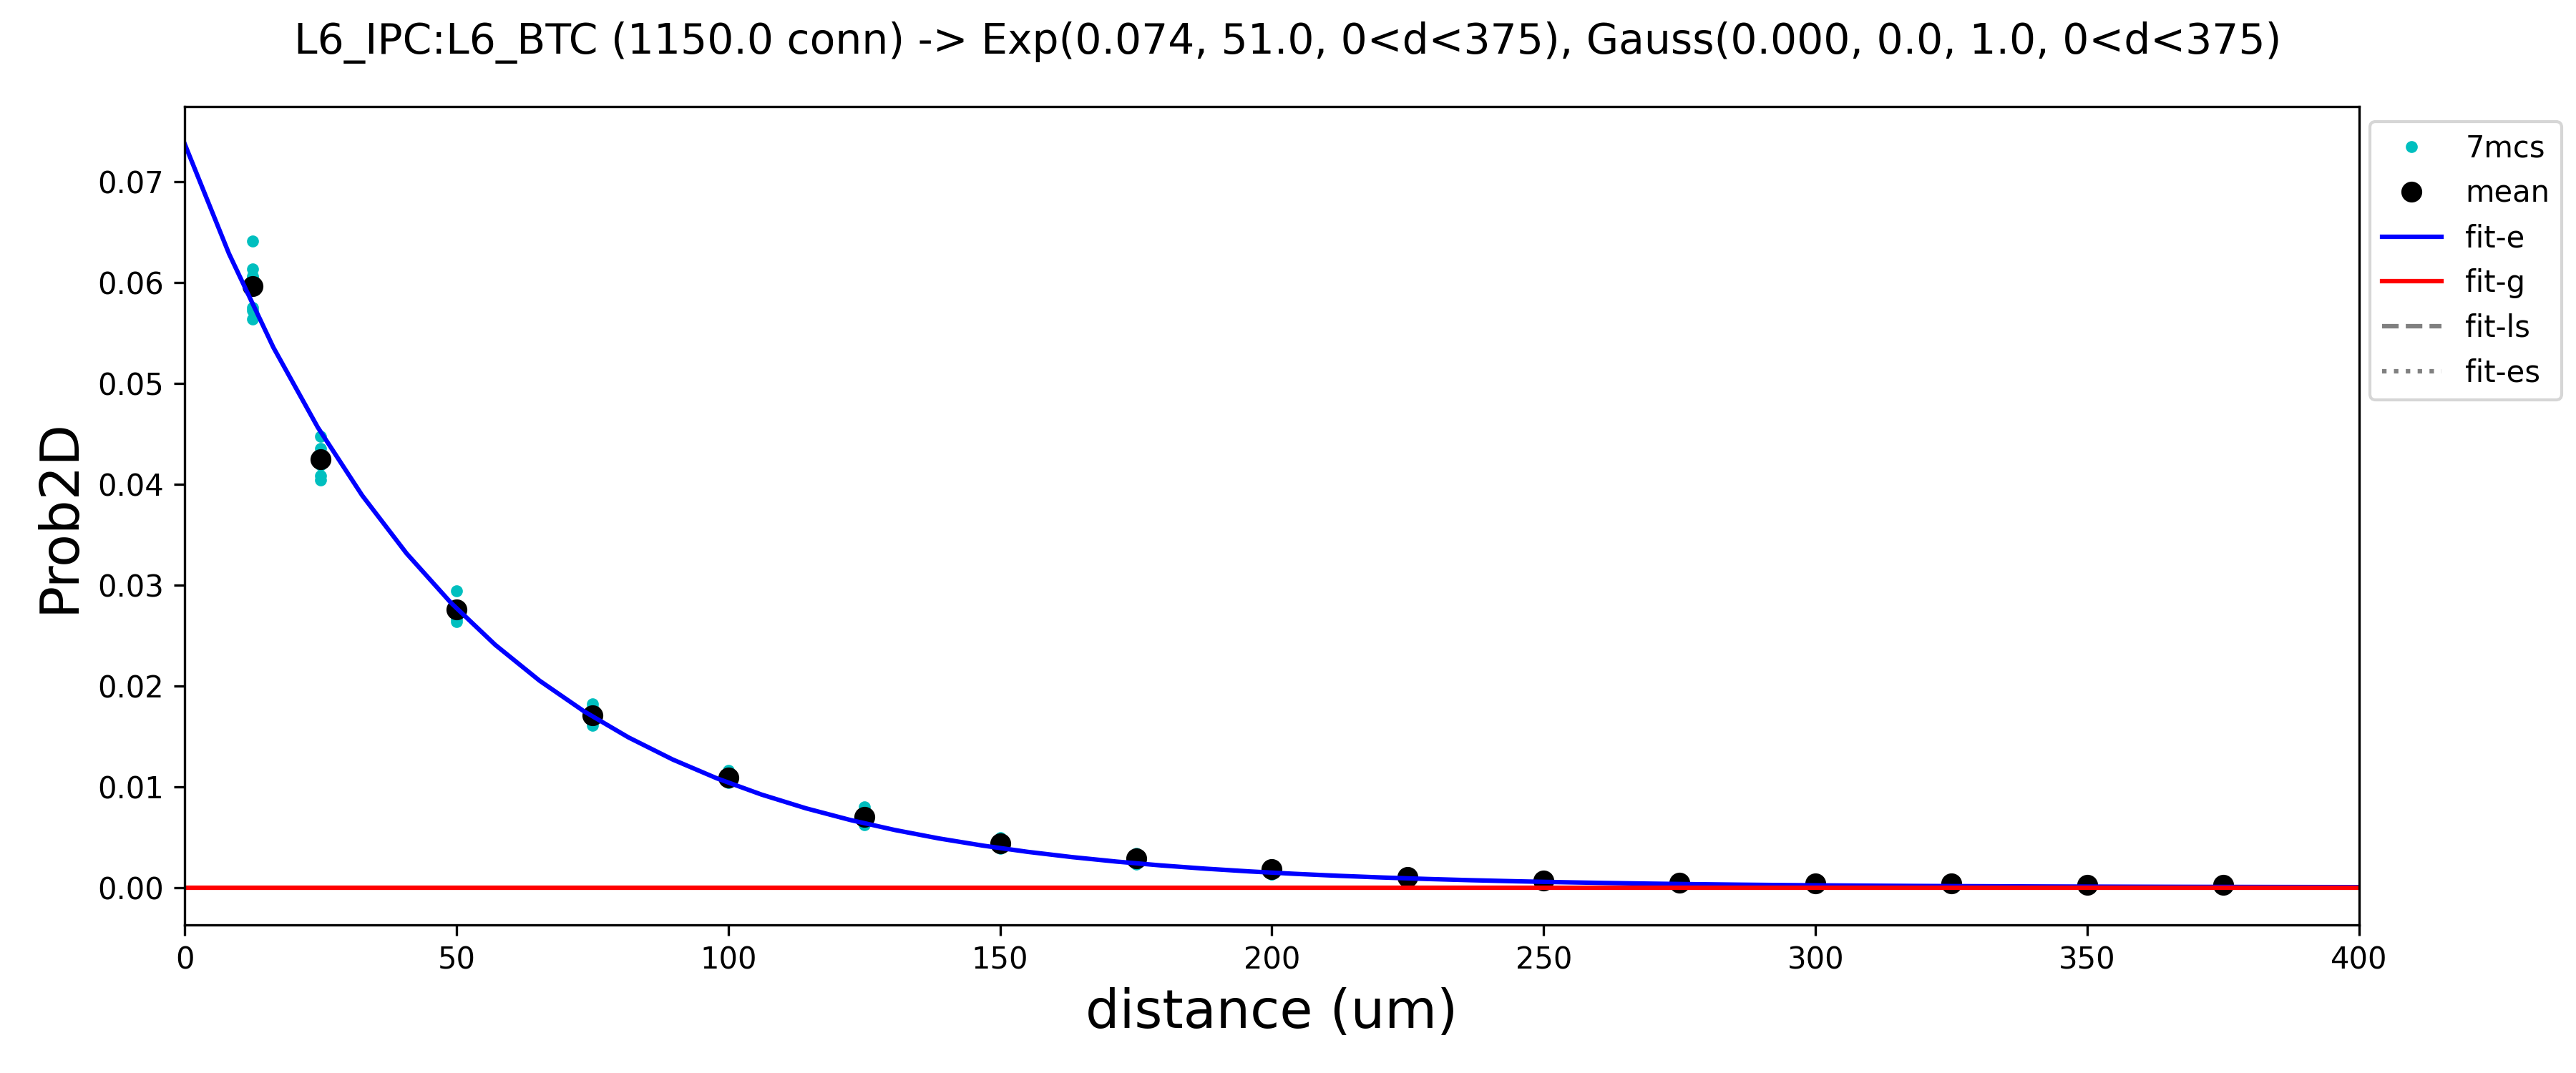 L6_IPC:L6_BTC (1150.0 conn) -> Exp(0.074, 51.0, 0<d<375), Gauss(0.000, 0.0, 1.0, 0<d<375)
7mcs
mean
fit-e
fit-g
fit-ls
fit-es
Prob2D
0.07
0.06
0.05
0.04
0.03
0.02
0.01
0.00
0 50 100 150 200 250 300 350 400
distance (um)